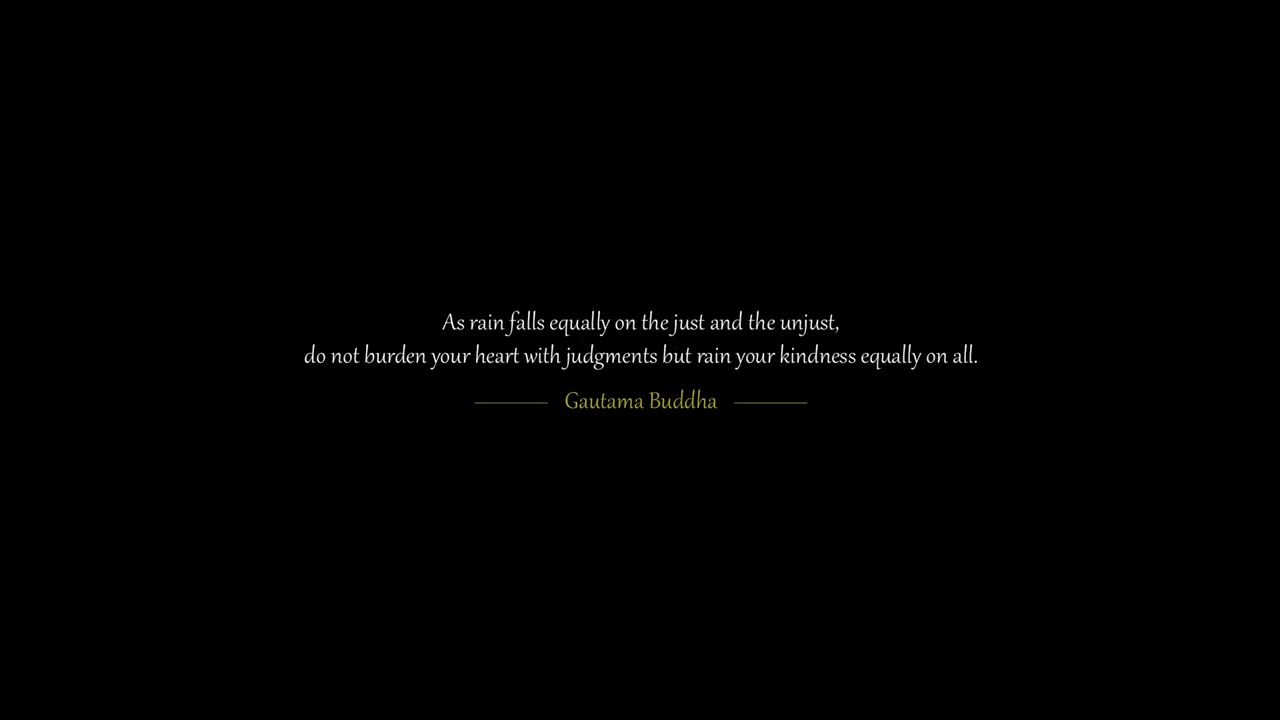 As rain falls equally on the just and the unjust,
do not burden your heart with judgments but rain your kindness equally on all.
Gautama Buddha